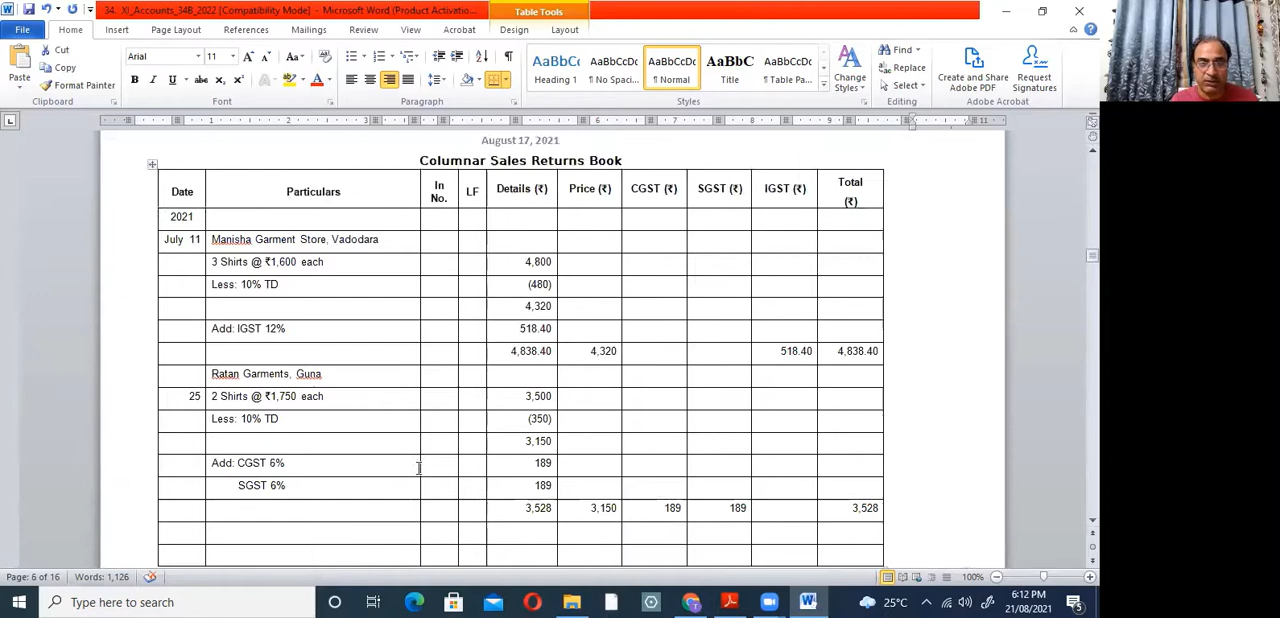 34. XI_Accounts_34B_2022 [Compatibility Mode] - Microsoft Word (Product Activatio...
Table Tools
File Home Insert Page Layout References Mailings Review View Acrobat Design Layout
Paste
Cut
Copy
Format Painter
Clipboard
Arial 11
Font
Paragraph
AaBbCc AaBbCcDc AaBbCcDc AaBbC AaBbCcDc
Heading 1 ¶ No Spaci... ¶ Normal Title ¶ Table Pa...
Styles
Change Styles
Find
Replace
Select
Editing
Create and Share Adobe PDF
Request Signatures
Adobe Acrobat
August 17, 2021
Columnar Sales Returns Book
Date Particulars In No. LF Details (₹) Price (₹) CGST (₹) SGST (₹) IGST (₹) Total (₹)
2021
July 11 Manisha Garment Store, Vadodara
3 Shirts @ ₹1,600 each 4,800
Less: 10% TD (480)
4,320
Add: IGST 12% 518.40
4,838.40 4,320 518.40 4,838.40
Ratan Garments, Guna
25 2 Shirts @ ₹1,750 each 3,500
Less: 10% TD (350)
3,150
Add: CGST 6% 189
SGST 6% 189
3,528 3,150 189 189 3,528
Page: 6 of 16 Words: 1,126 100%
Type here to search
25°C
6:12 PM
21/08/2021
5